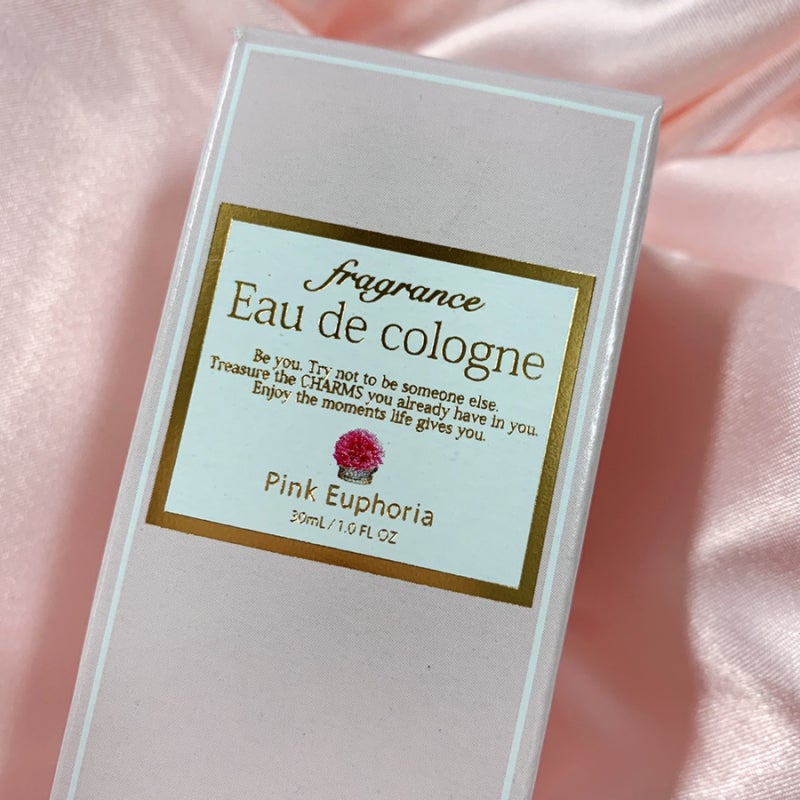 fragrance
Eau de cologne
Be you. Try not to be someone else.
Treasure the CHARMS you already have in you.
Enjoy the moments life gives you.
Pink Euphoria
30mL / 1.0 FL OZ